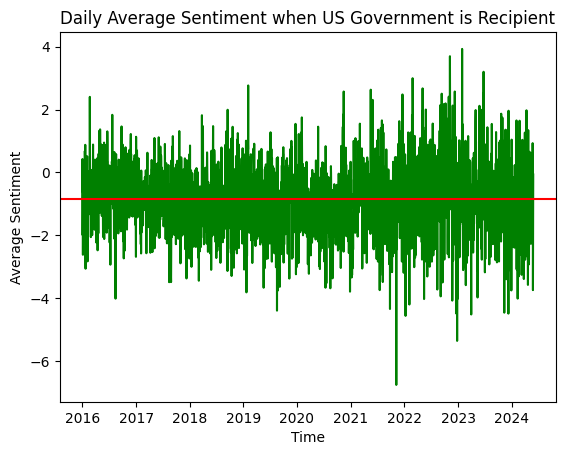 Daily Average Sentiment when US Government is Recipient
4
2
0
−2
−4
−6
Average Sentiment
2016 2017 2018 2019 2020 2021 2022 2023 2024
Time